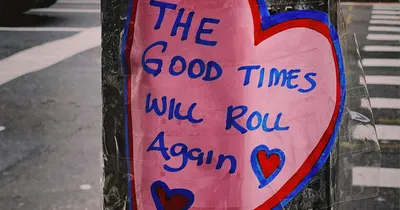 THE
GOOD TIMES
WILL ROLL
Again